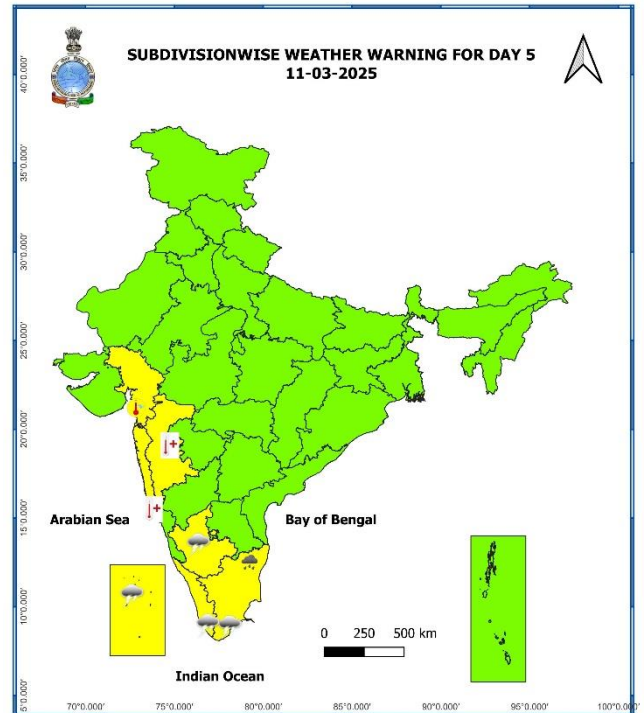 SUBDIVISIONWISE WEATHER WARNING FOR DAY 5
11-03-2025
40°0.000'
35°0.000'
30°0.000'
25°0.000'
20°0.000'
15°0.000'
10°0.000'
5°0.000'
Arabian Sea
Bay of Bengal
0 250 500 km
Indian Ocean
70°0.000' 75°0.000' 80°0.000' 85°0.000' 90°0.000' 95°0.000' 100°0.000'